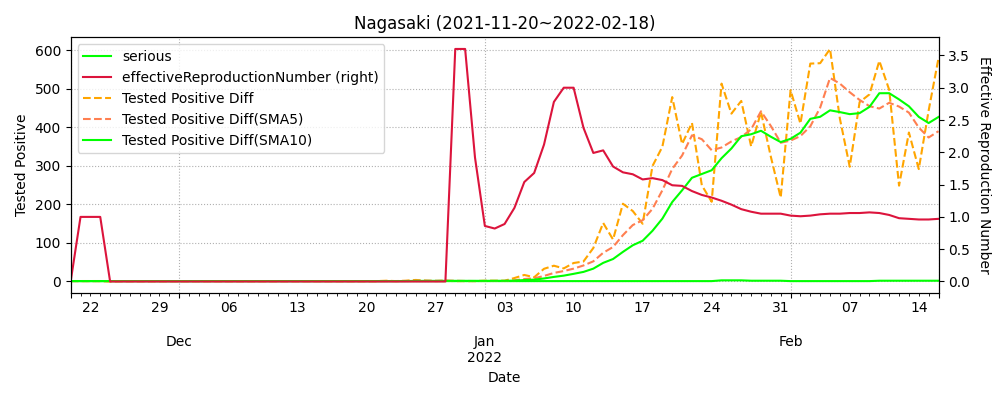 Nagasaki (2021-11-20~2022-02-18)
serious
effectiveReproductionNumber (right)
Tested Positive Diff
Tested Positive Diff(SMA5)
Tested Positive Diff(SMA10)
Tested Positive
600
500
400
300
200
100
0
Effective Reproduction Number
3.5
3.0
2.5
2.0
1.5
1.0
0.5
0.0
22 29 06 13 20 27 03 10 17 24 31 07 14
Dec Jan Feb
2022
Date